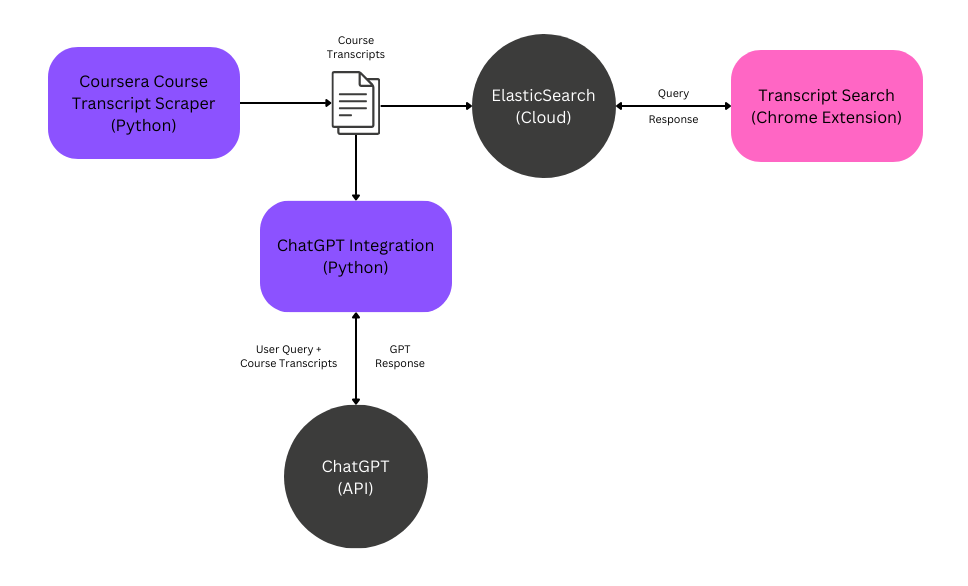 Coursera Course
Transcript Scraper
(Python)
Course
Transcripts
ElasticSearch
(Cloud)
Query
Response
Transcript Search
(Chrome Extension)
ChatGPT Integration
(Python)
User Query +
Course Transcripts
GPT
Response
ChatGPT
(API)